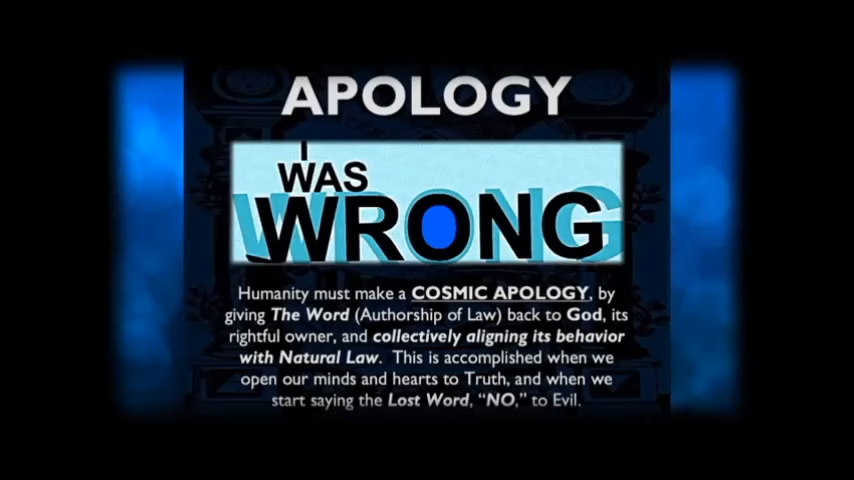 APOLOGY
I
WAS
WRONG
Humanity must make a COSMIC APOLOGY, by
giving The Word (Authorship of Law) back to God, its
rightful owner, and collectively aligning its behavior
with Natural Law. This is accomplished when we
open our minds and hearts to Truth, and when we
start saying the Lost Word, “NO,” to Evil.